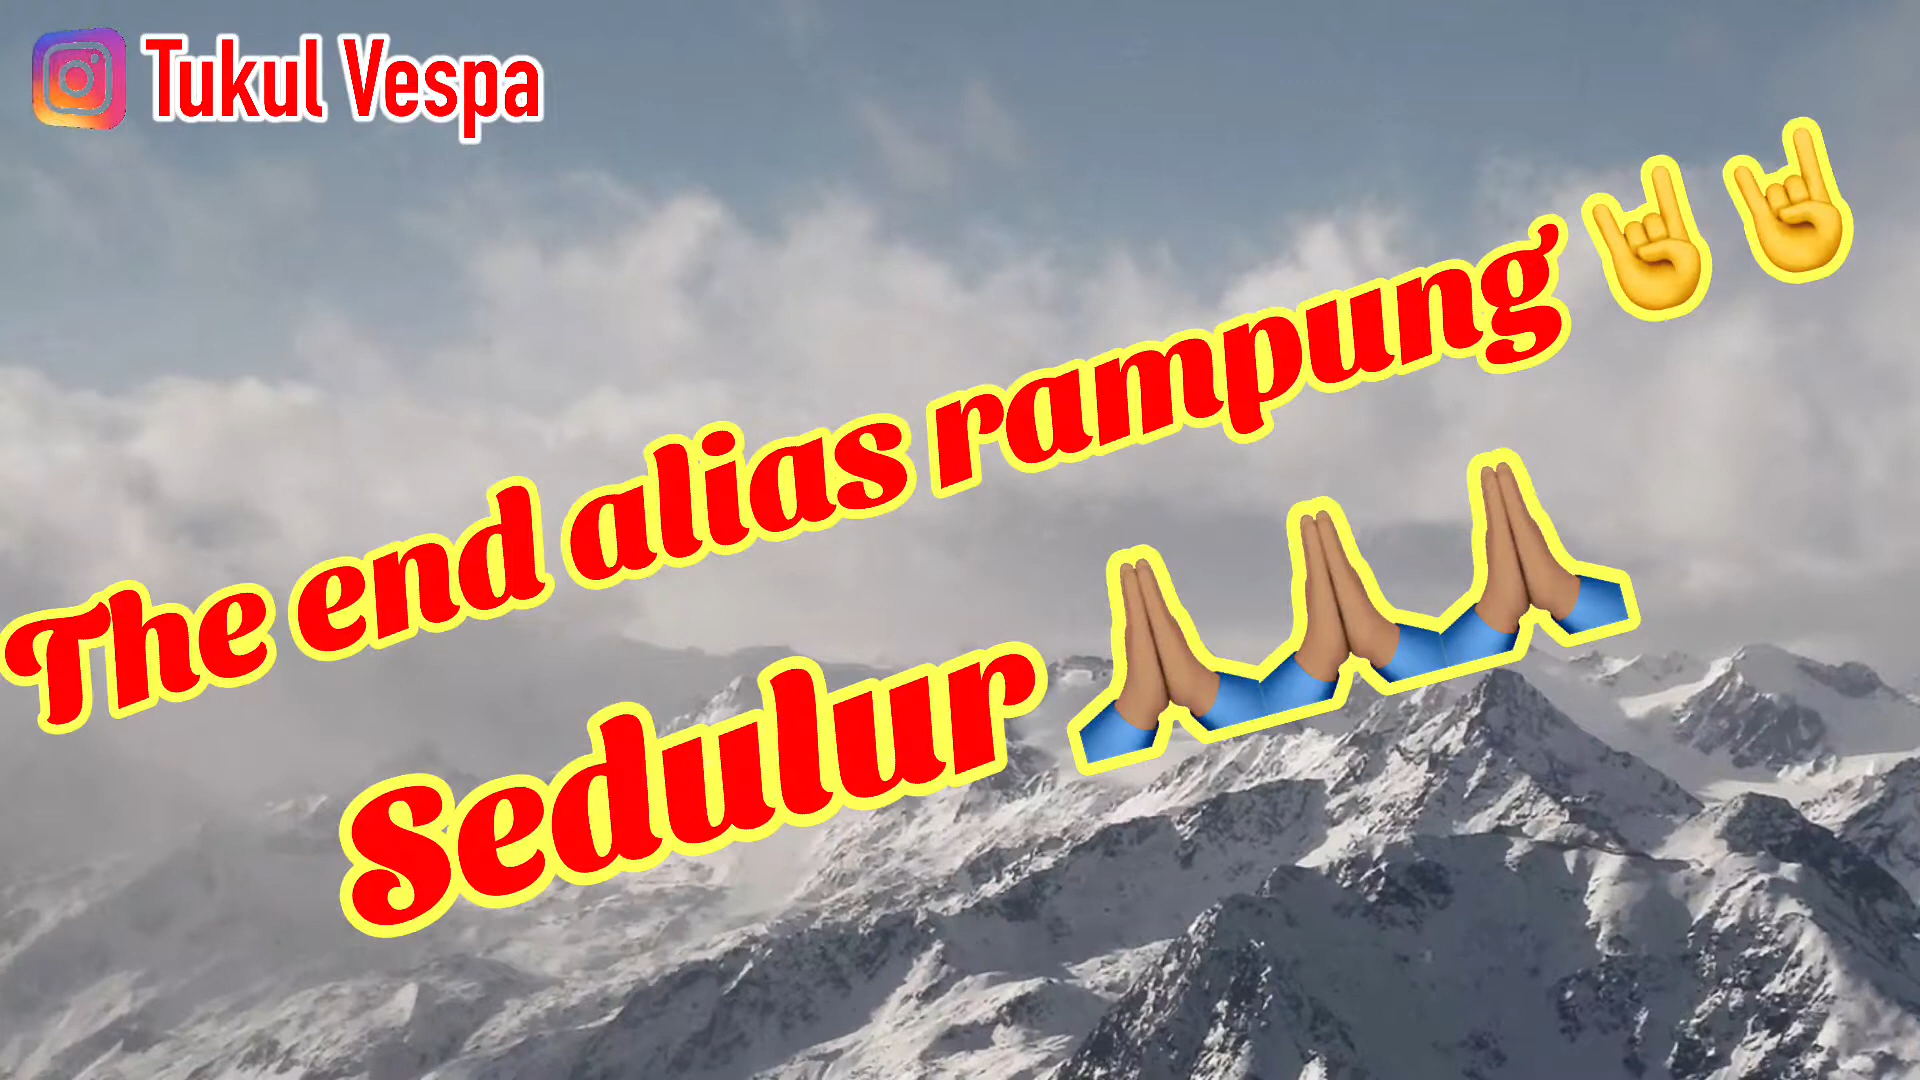 Tukul Vespa
The end alias rampung🤘🤘
Sedulur🙏🏽🙏🏽🙏🏽